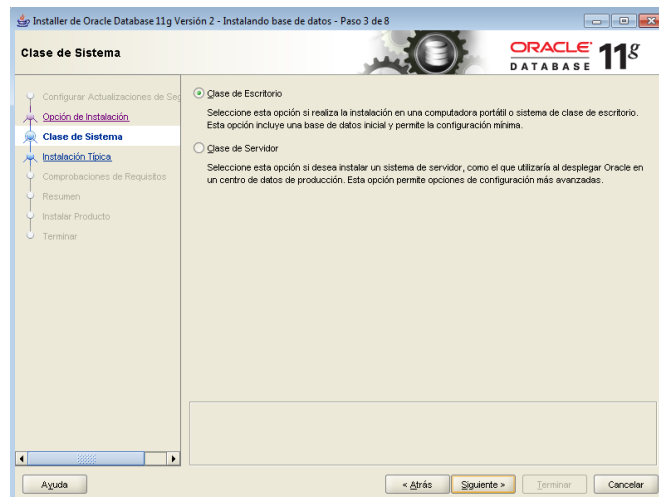 Installer de Oracle Database 11g Versión 2 - Instalando base de datos - Paso 3 de 8
Clase de Sistema
ORACLE
DATABASE
11g
Configurar Actualizaciones de Seg
Opción de Instalación
Clase de Sistema
Instalación Típica
Comprobaciones de Requisitos
Resumen
Instalar Producto
Terminar
Clase de Escritorio
Seleccione esta opción si realiza la instalación en una computadora portátil o sistema de clase de escritorio.
Esta opción incluye una base de datos inicial y permite la configuración mínima.
Clase de Servidor
Seleccione esta opción si desea instalar un sistema de servidor, como el que utilizaría al desplegar Oracle en
un centro de datos de producción. Esta opción permite opciones de configuración más avanzadas.
Ayuda
< Atrás
Siguiente >
Terminar
Cancelar